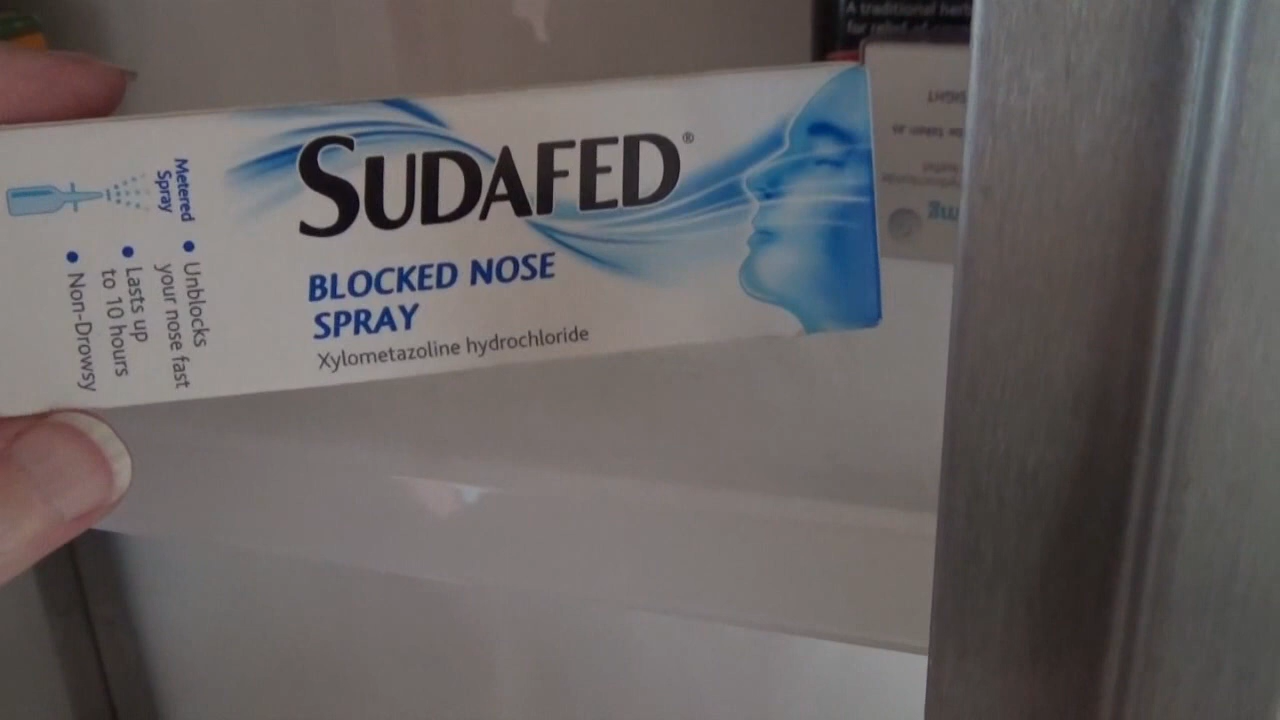 SUDAFED®
BLOCKED NOSE
SPRAY
Xylometazoline hydrochloride
Metered
Spray
• Unblocks
your nose fast
• Lasts up
to 10 hours
• Non-Drowsy
A traditional herb